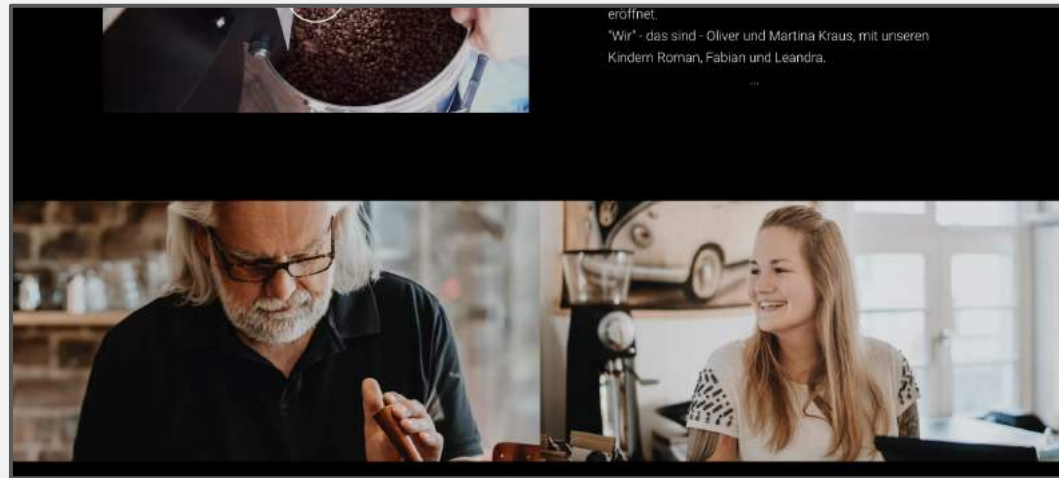 eröffnet.
"Wir" - das sind - Oliver und Martina Kraus, mit unseren
Kindern Roman, Fabian und Leandra.
...